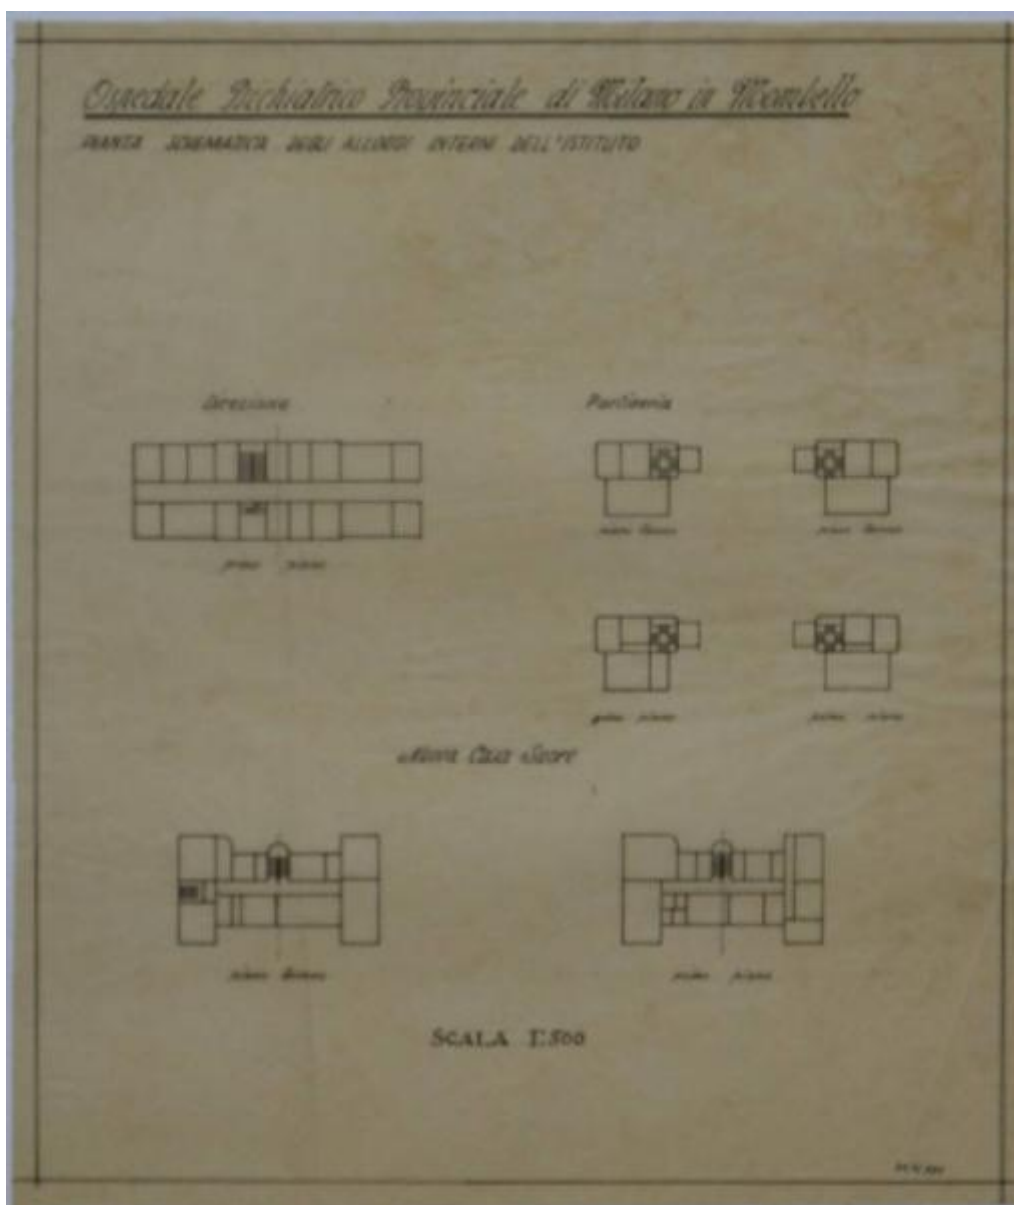 Ospedale Psichiatrico Provinciale di Milano in Mombello
PIANTA SCHEMATICA DEGLI ALLOGGI INTERNI DELL'ISTITUTO
Direzione
Portineria
piano terreno
piano terreno
primo piano
primo piano
primo piano
Nuova Casa Suore
piano terreno
primo piano
SCALA 1:500